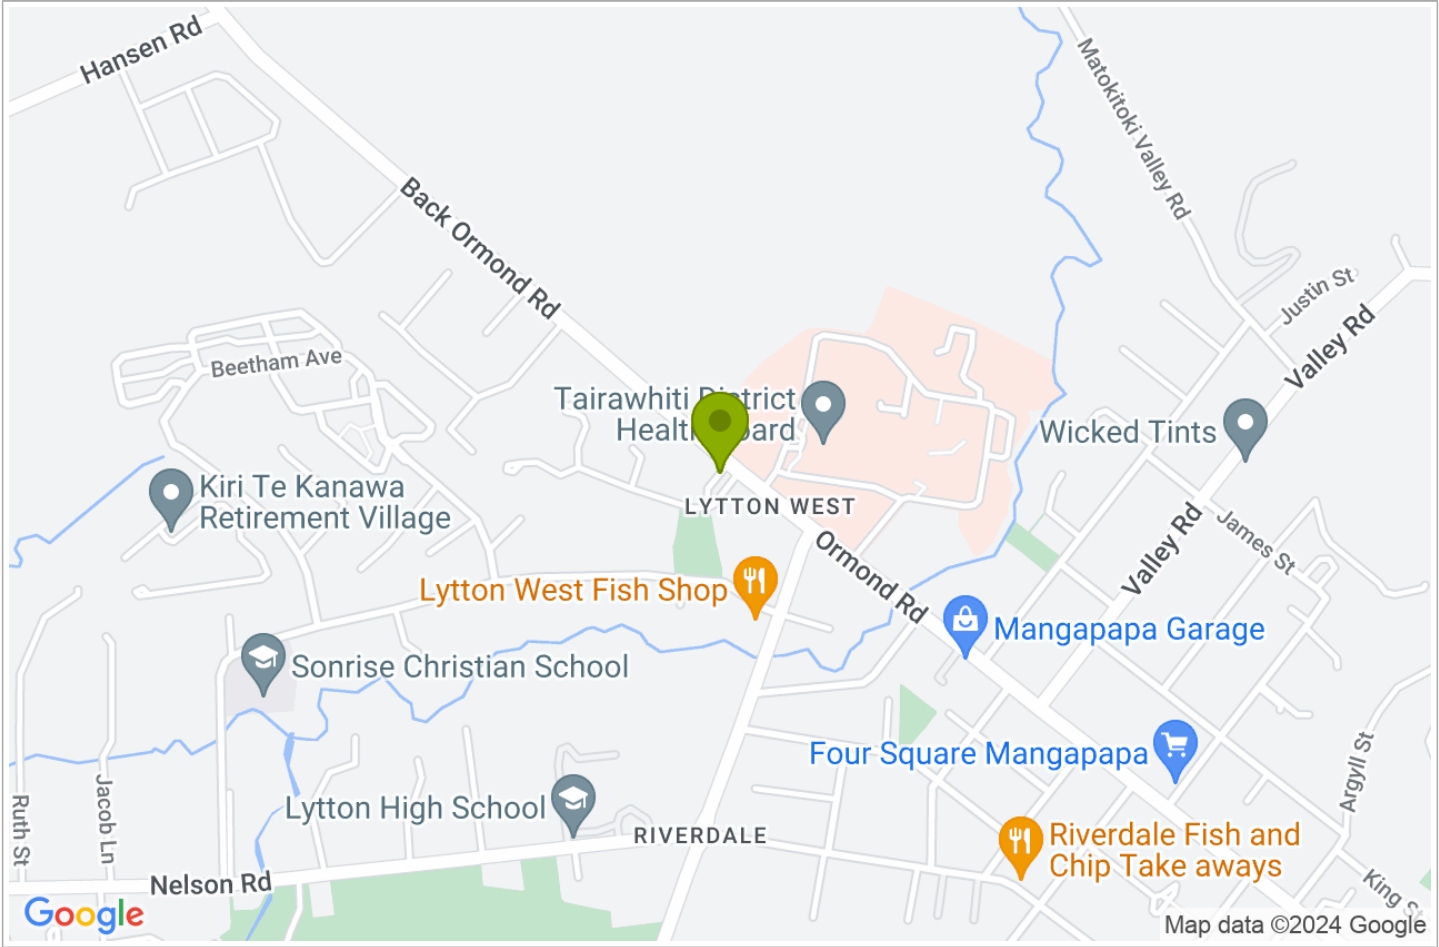 Hansen Rd
Matokitoki Valley Rd
Back Ormond Rd
Justin St
Valley Rd
Beetham Ave
Tairawhiti District
Health Board
Wicked Tints
Kiri Te Kanawa
Retirement Village
LYTTON WEST
James St
Valley Rd
Ormond Rd
Lytton West Fish Shop
Mangapapa Garage
Sonrise Christian School
Four Square Mangapapa
Argyll St
Jacob Ln
Ruth St
Lytton High School
RIVERDALE
Riverdale Fish and
Chip Take aways
Nelson Rd
King St
Google
Map data ©2024 Google